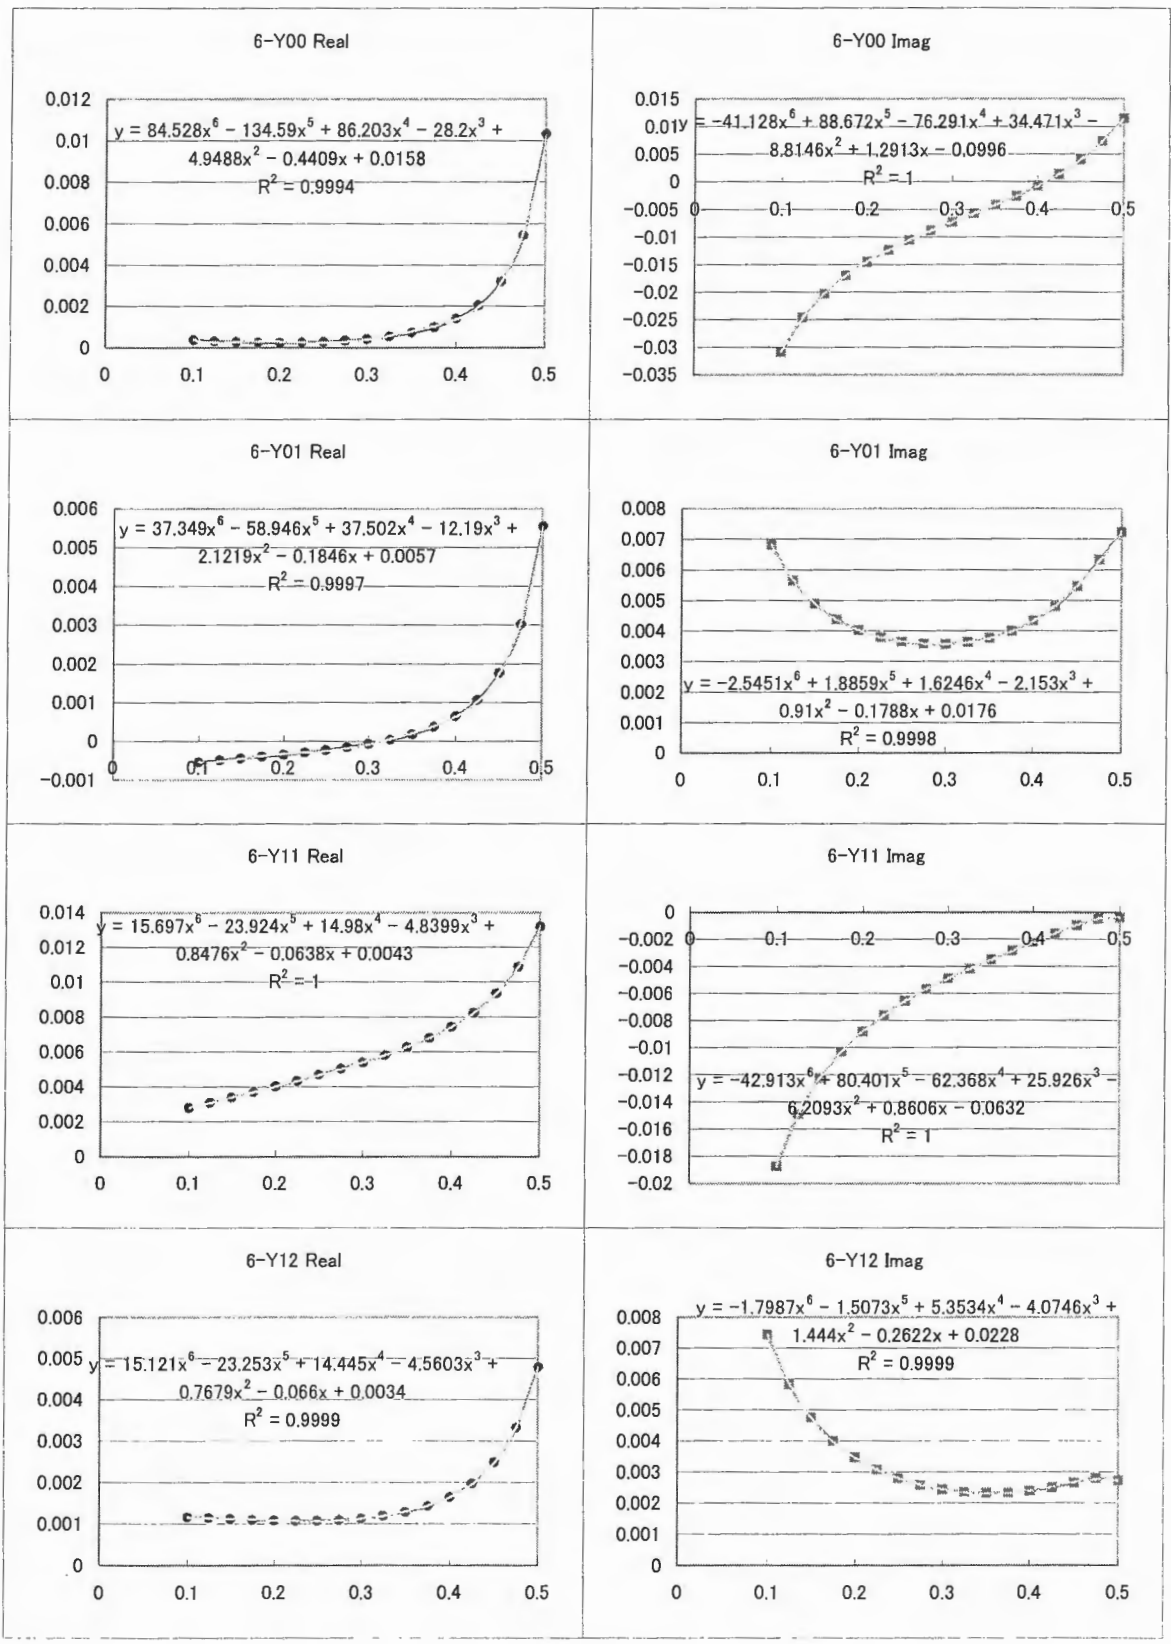 6-Y00 Real
0.012
0.01
0.008
0.006
0.004
0.002
0
y = 84.528x^6 − 134.59x^5 + 86.203x^4 − 28.2x^3 +
4.9488x^2 − 0.4409x + 0.0158
R^2 = 0.9994
0 0.1 0.2 0.3 0.4 0.5
6-Y00 Imag
0.015
0.01
0.005
0
−0.005
−0.01
−0.015
−0.02
−0.025
−0.03
−0.035
y = −41.128x^6 + 88.672x^5 − 76.291x^4 + 34.471x^3 −
8.8146x^2 + 1.2913x − 0.0996
R^2 = 1
0 0.1 0.2 0.3 0.4 0.5
6-Y01 Real
0.006
0.005
0.004
0.003
0.002
0.001
0
−0.001
y = 37.349x^6 − 58.946x^5 + 37.502x^4 − 12.19x^3 +
2.1219x^2 − 0.1846x + 0.0057
R^2 = 0.9997
0 0.1 0.2 0.3 0.4 0.5
6-Y01 Imag
0.008
0.007
0.006
0.005
0.004
0.003
0.002
0.001
0
y = −2.5451x^6 + 1.8859x^5 + 1.6246x^4 − 2.153x^3 +
0.91x^2 − 0.1788x + 0.0176
R^2 = 0.9998
0 0.1 0.2 0.3 0.4 0.5
6-Y11 Real
0.014
0.012
0.01
0.008
0.006
0.004
0.002
0
y = 15.697x^6 − 23.924x^5 + 14.98x^4 − 4.8399x^3 +
0.8476x^2 − 0.0638x + 0.0043
R^2 = 1
0 0.1 0.2 0.3 0.4 0.5
6-Y11 Imag
0
−0.002
−0.004
−0.006
−0.008
−0.01
−0.012
−0.014
−0.016
−0.018
−0.02
0 0.1 0.2 0.3 0.4 0.5
y = −42.913x^6 + 80.401x^5 − 62.368x^4 + 25.926x^3 −
6.2093x^2 + 0.8606x − 0.0632
R^2 = 1
6-Y12 Real
0.006
0.005
0.004
0.003
0.002
0.001
0
y = 15.121x^6 − 23.253x^5 + 14.445x^4 − 4.5603x^3 +
0.7679x^2 − 0.066x + 0.0034
R^2 = 0.9999
0 0.1 0.2 0.3 0.4 0.5
6-Y12 Imag
y = −1.7987x^6 − 1.5073x^5 + 5.3534x^4 − 4.0746x^3 +
1.444x^2 − 0.2622x + 0.0228
R^2 = 0.9999
0.008
0.007
0.006
0.005
0.004
0.003
0.002
0.001
0
0 0.1 0.2 0.3 0.4 0.5